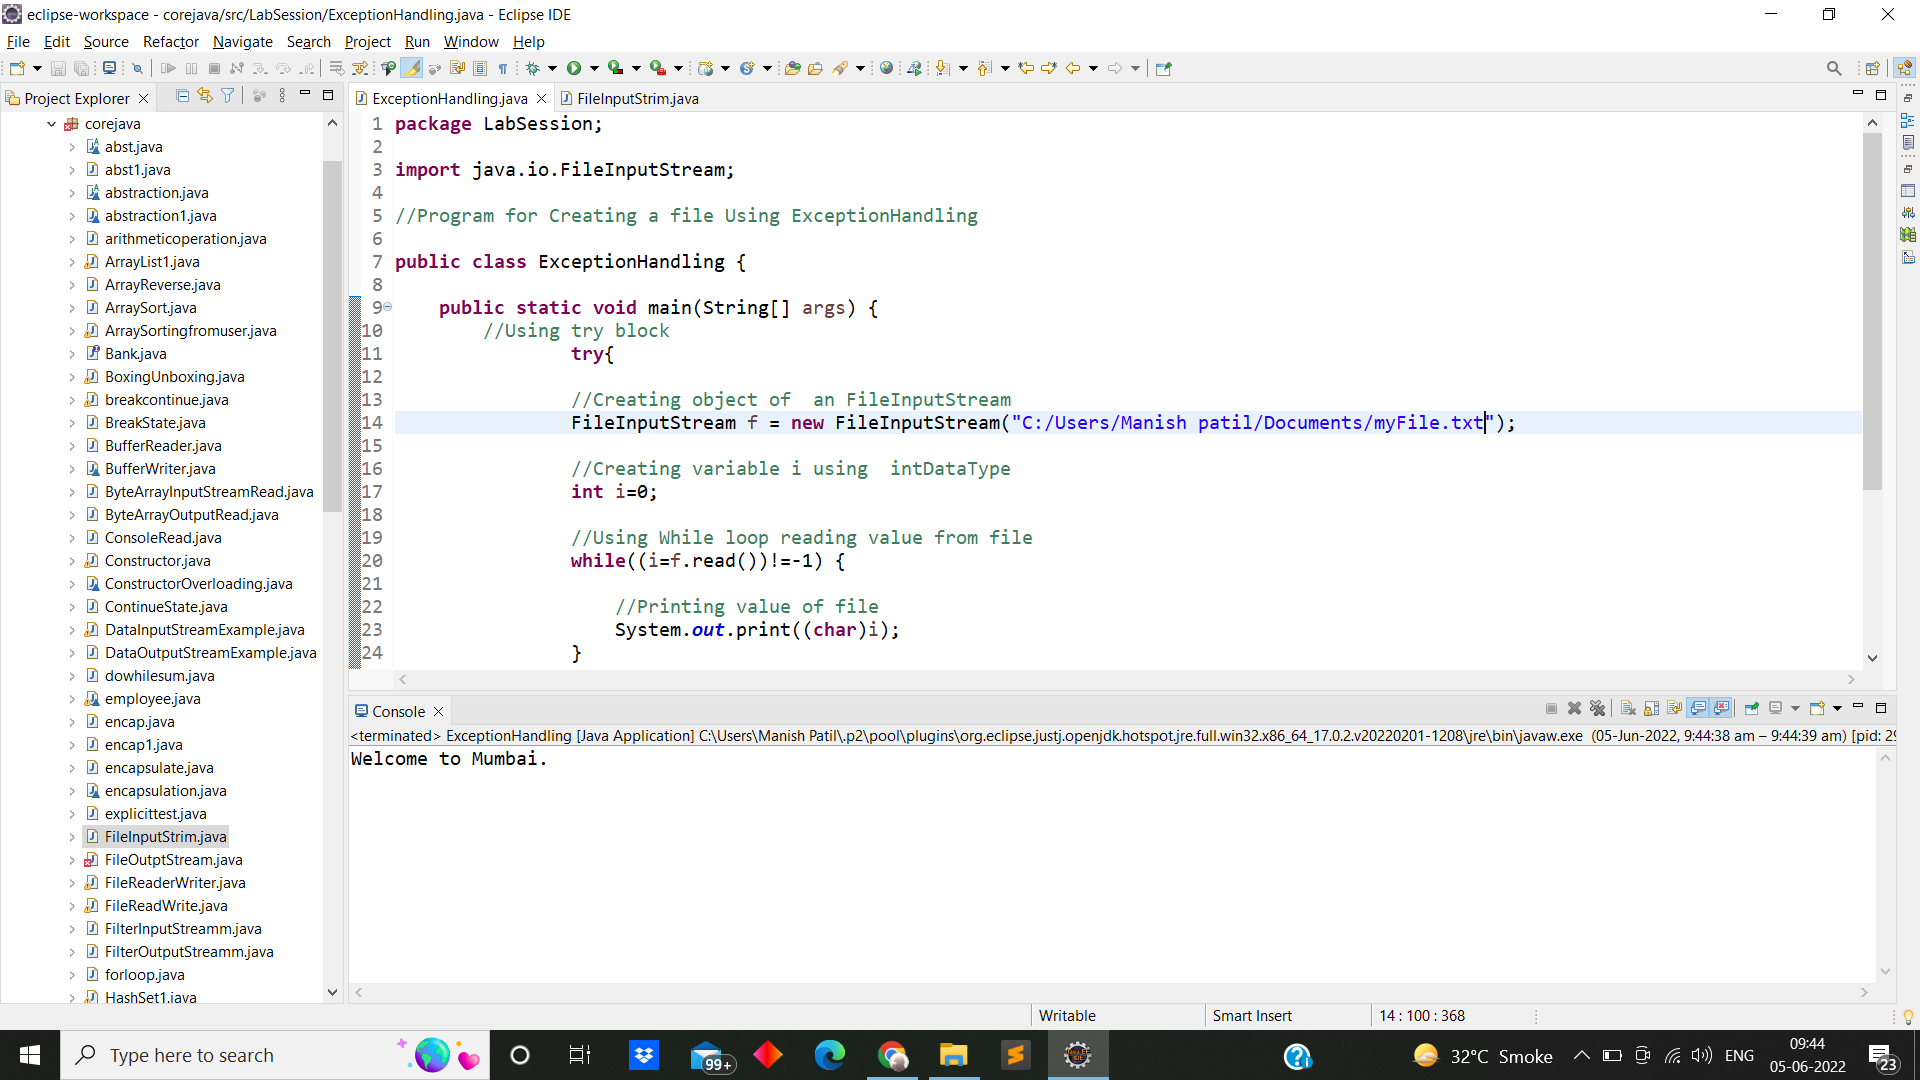 eclipse-workspace - corejava/src/LabSession/ExceptionHandling.java - Eclipse IDE
File Edit Source Refactor Navigate Search Project Run Window Help
Project Explorer
corejava
abst.java
abst1.java
abstraction.java
abstraction1.java
arithmeticoperation.java
ArrayList1.java
ArrayReverse.java
ArraySort.java
ArraySortingfromuser.java
Bank.java
BoxingUnboxing.java
breakcontinue.java
BreakState.java
BufferReader.java
BufferWriter.java
ByteArrayInputStreamRead.java
ByteArrayOutputRead.java
ConsoleRead.java
Constructor.java
ConstructorOverloading.java
ContinueState.java
DataInputStreamExample.java
DataOutputStreamExample.java
dowhilesum.java
employee.java
encap.java
encap1.java
encapsulate.java
encapsulation.java
explicittest.java
FileInputStrim.java
FileOutptStream.java
FileReaderWriter.java
FileReadWrite.java
FilterInputStreamm.java
FilterOutputStreamm.java
forloop.java
HashSet1.java
ExceptionHandling.java FileInputStrim.java
1 package LabSession;
2
3 import java.io.FileInputStream;
4
5 //Program for Creating a file Using ExceptionHandling
6
7 public class ExceptionHandling {
8
9 public static void main(String[] args) {
10 //Using try block
11 try{
12
13 //Creating object of  an FileInputStream
14 FileInputStream f = new FileInputStream("C:/Users/Manish patil/Documents/myFile.txt");
15
16 //Creating variable i using  intDataType
17 int i=0;
18
19 //Using While loop reading value from file
20 while((i=f.read())!=-1) {
21
22 //Printing value of file
23 System.out.print((char)i);
24 }
Console
<terminated> ExceptionHandling [Java Application] C:\Users\Manish Patil\.p2\pool\plugins\org.eclipse.justj.openjdk.hotspot.jre.full.win32.x86_64_17.0.2.v20220201-1208\jre\bin\javaw.exe (05-Jun-2022, 9:44:38 am – 9:44:39 am) [pid: 29
Welcome to Mumbai.
Writable Smart Insert 14 : 100 : 368
Type here to search
99+
32°C Smoke
ENG
09:44
05-06-2022
23